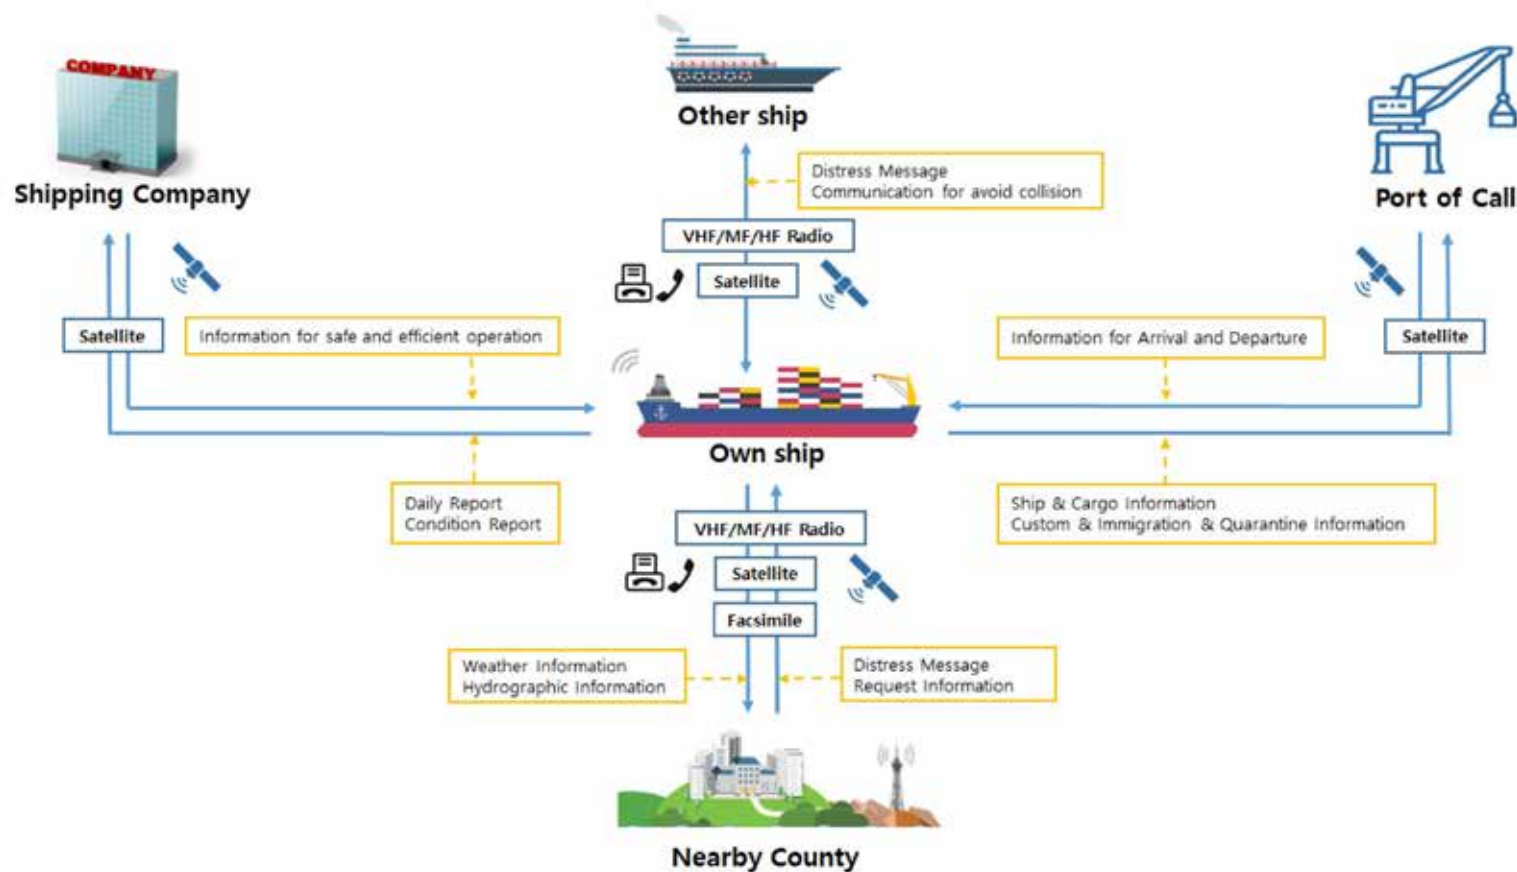 COMPANY
Shipping Company
Other ship
Port of Call
Distress Message
Communication for avoid collision
VHF/MF/HF Radio
Satellite
Satellite
Information for safe and efficient operation
Information for Arrival and Departure
Satellite
Own ship
Daily Report
Condition Report
Ship & Cargo Information
Custom & Immigration & Quarantine Information
VHF/MF/HF Radio
Satellite
Facsimile
Weather Information
Hydrographic Information
Distress Message
Request Information
Nearby County